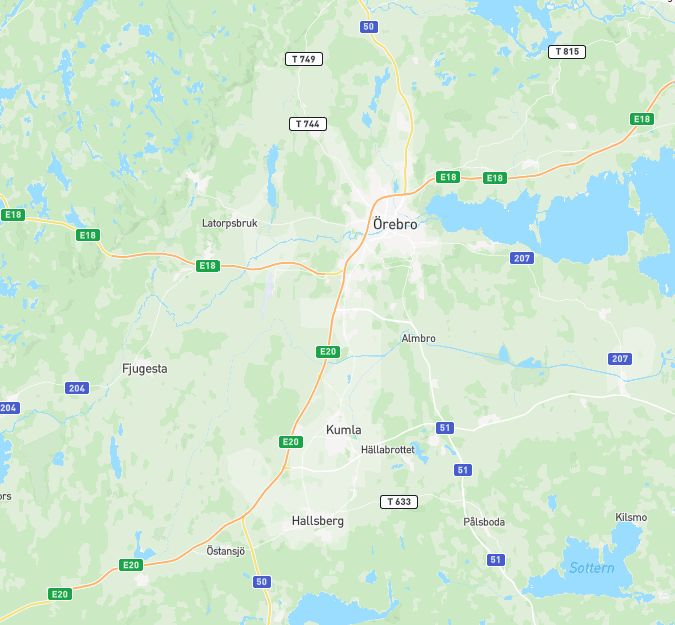 50
T 815
T 749
E18
T 744
E18
E18
E18
Latorpsbruk
Örebro
E18
207
E18
Almbro
E20
207
Fjugesta
204
204
51
Kumla
E20
Hällabrottet
51
ors
T 633
Kilsmo
Hallsberg
Pålsboda
Östansjö
51
E20
Sottern
50
E20